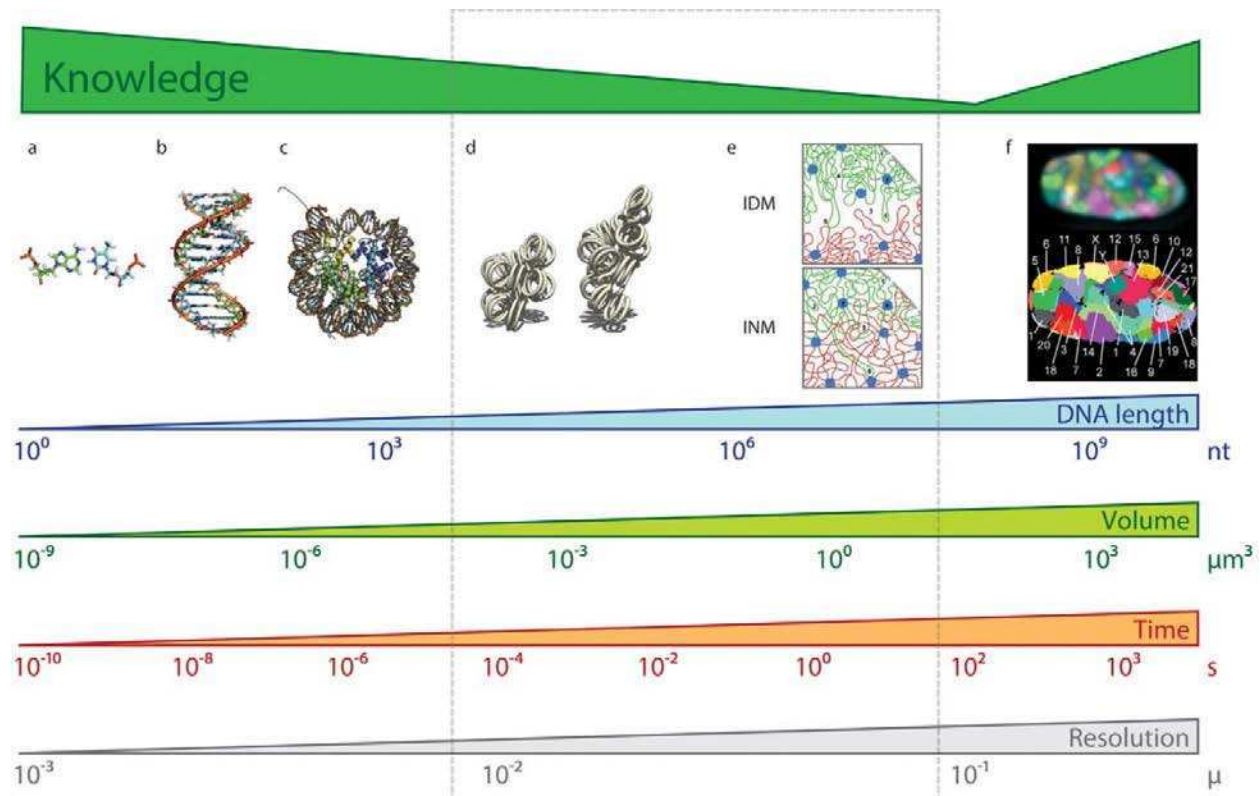 Knowledge
a b c d e f
IDM
INM
11 X 12 15 6 10
6 8 Y 13 12
5 21
17
1 8
20 3 14 4 19
18 7 2 1 16 9 7 18
DNA length
10⁰ 10³ 10⁶ 10⁹ nt
Volume
10⁻⁹ 10⁻⁶ 10⁻³ 10⁰ 10³ μm³
Time
10⁻¹⁰ 10⁻⁸ 10⁻⁶ 10⁻⁴ 10⁻² 10⁰ 10² 10³ s
Resolution
10⁻³ 10⁻² 10⁻¹ μ